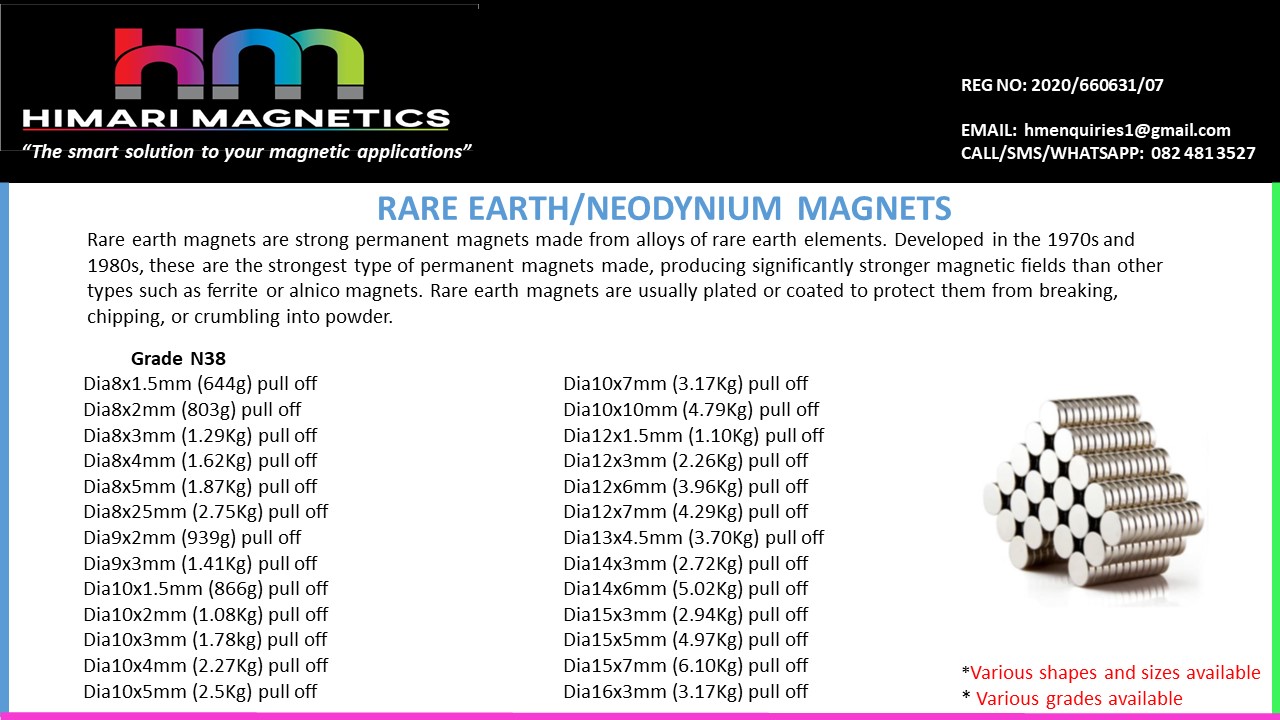 hm
HIMARI MAGNETICS
“The smart solution to your magnetic applications”
REG NO: 2020/660631/07
EMAIL: hmenquiries1@gmail.com
CALL/SMS/WHATSAPP: 082 481 3527
RARE EARTH/NEODYNIUM MAGNETS
Rare earth magnets are strong permanent magnets made from alloys of rare earth elements. Developed in the 1970s and
1980s, these are the strongest type of permanent magnets made, producing significantly stronger magnetic fields than other
types such as ferrite or alnico magnets. Rare earth magnets are usually plated or coated to protect them from breaking,
chipping, or crumbling into powder.
Grade N38
Dia8x1.5mm (644g) pull off
Dia8x2mm (803g) pull off
Dia8x3mm (1.29Kg) pull off
Dia8x4mm (1.62Kg) pull off
Dia8x5mm (1.87Kg) pull off
Dia8x25mm (2.75Kg) pull off
Dia9x2mm (939g) pull off
Dia9x3mm (1.41Kg) pull off
Dia10x1.5mm (866g) pull off
Dia10x2mm (1.08Kg) pull off
Dia10x3mm (1.78kg) pull off
Dia10x4mm (2.27Kg) pull off
Dia10x5mm (2.5Kg) pull off
Dia10x7mm (3.17Kg) pull off
Dia10x10mm (4.79Kg) pull off
Dia12x1.5mm (1.10Kg) pull off
Dia12x3mm (2.26Kg) pull off
Dia12x6mm (3.96Kg) pull off
Dia12x7mm (4.29Kg) pull off
Dia13x4.5mm (3.70Kg) pull off
Dia14x3mm (2.72Kg) pull off
Dia14x6mm (5.02Kg) pull off
Dia15x3mm (2.94Kg) pull off
Dia15x5mm (4.97Kg) pull off
Dia15x7mm (6.10Kg) pull off
Dia16x3mm (3.17Kg) pull off
*Various shapes and sizes available
* Various grades available